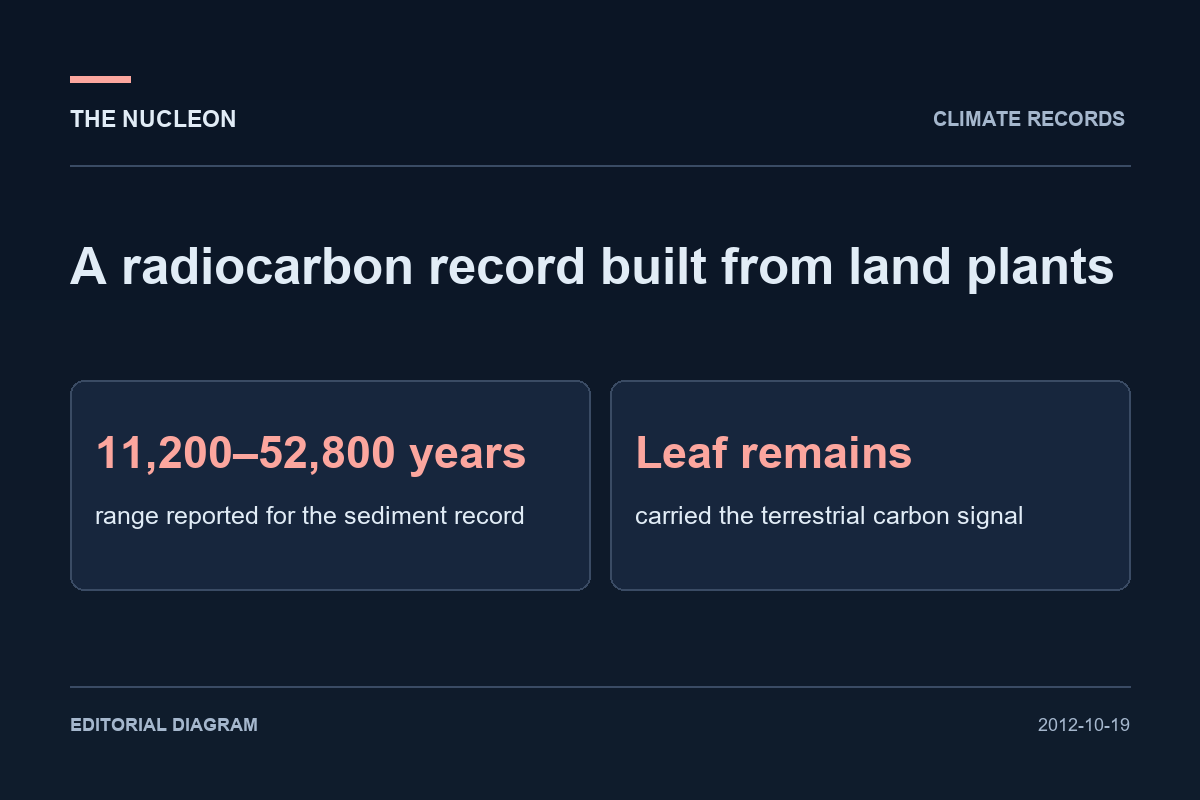 THE NUCLEON
CLIMATE RECORDS
A radiocarbon record built from land plants
11,200–52,800 years
range reported for the sediment record
Leaf remains
carried the terrestrial carbon signal
EDITORIAL DIAGRAM
2012-10-19